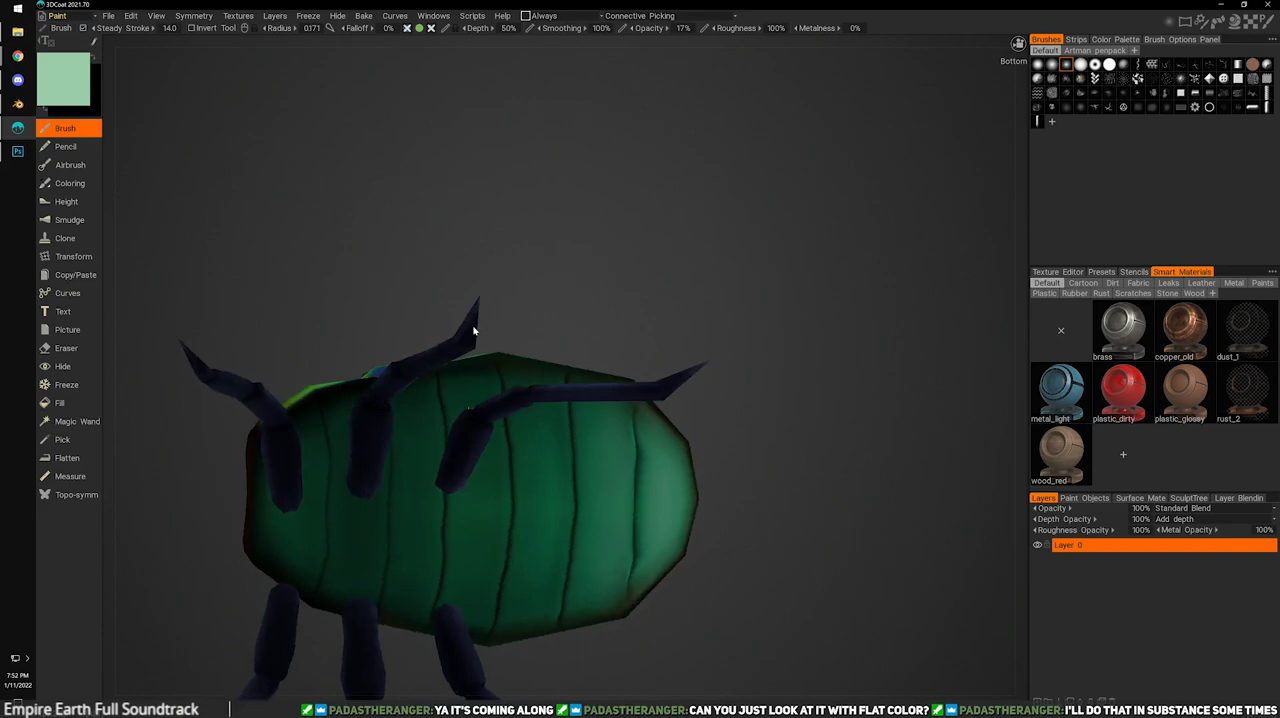 3DCoat 2021.70
Paint File Edit View Symmetry Textures Layers Freeze Hide Bake Curves Windows Scripts Help Always Connective Picking
Brush Steady Stroke 14.0 Invert Tool Radius 0.171 Falloff Depth 50% Smoothing 100% Opacity 17% Roughness 100% Metalness 0%
Brushes Strips Color Palette Brush Options Panel
Default Artman penpack +
Bottom
Brush
Pencil
Airbrush
Coloring
Height
Smudge
Clone
Transform
Copy/Paste
Curves
Text
Picture
Eraser
Hide
Freeze
Fill
Magic Wand
Pick
Flatten
Measure
Topo-symm
Texture Editor Presets Stencils Smart Materials
Default Cartoon Dirt Fabric Leaks Leather Metal Paints
Plastic Rubber Rust Scratches Stone Wood +
brass copper_old dust_1
metal_light plastic_dirty plastic_glossy rust_2
wood_red
Layers Paint Objects Surface Mate SculptTree Layer Blendin
Opacity 100% Standard Blend
Depth Opacity 100% Add depth
Roughness Opacity 100% Metal Opacity 100%
Layer 0
7:52 PM
1/11/2022
Empire Earth Full Soundtrack
PADASTHERANGER: YA IT'S COMING ALONG PADASTHERANGER: CAN YOU JUST LOOK AT IT WITH FLAT COLOR? PADASTHERANGER: I'LL DO THAT IN SUBSTANCE SOME TIMES